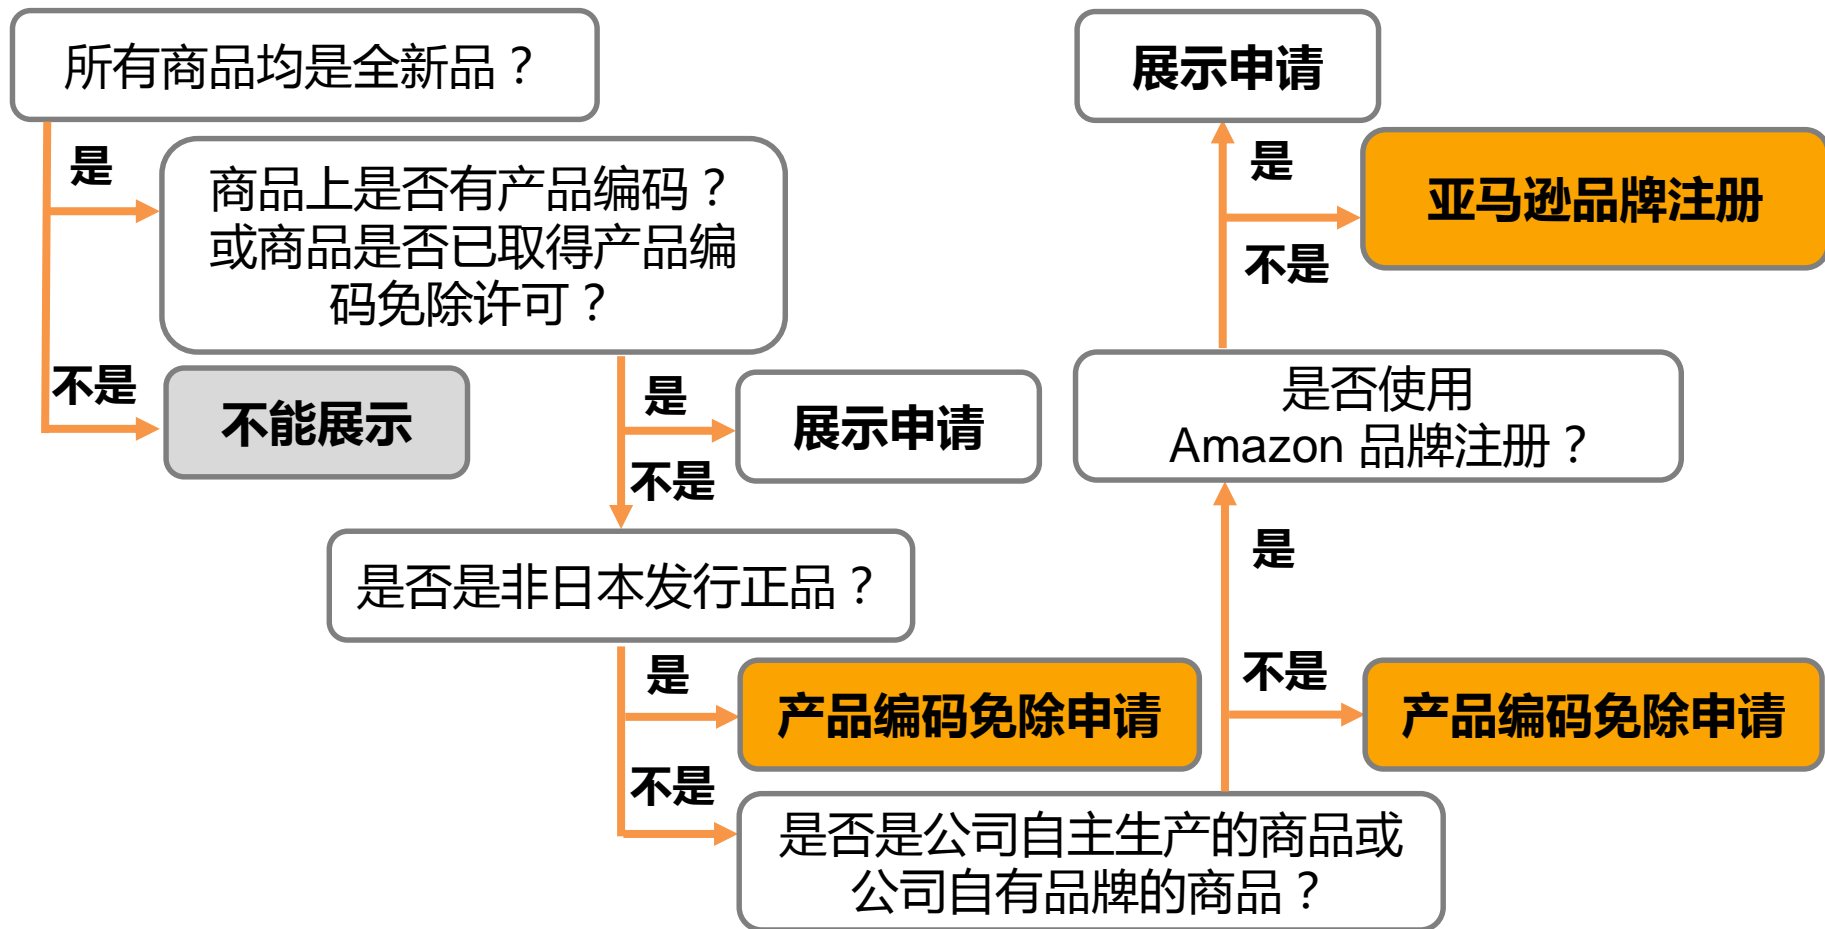 所有商品均是全新品？
是
商品上是否有产品编码？
或商品是否已取得产品编
码免除许可？
不是
不能展示
是
展示申请
不是
是否是非日本发行正品？
是
产品编码免除申请
不是
是否是公司自主生产的商品或
公司自有品牌的商品？
不是
产品编码免除申请
是
是否使用
Amazon 品牌注册？
不是
亚马逊品牌注册
是
展示申请